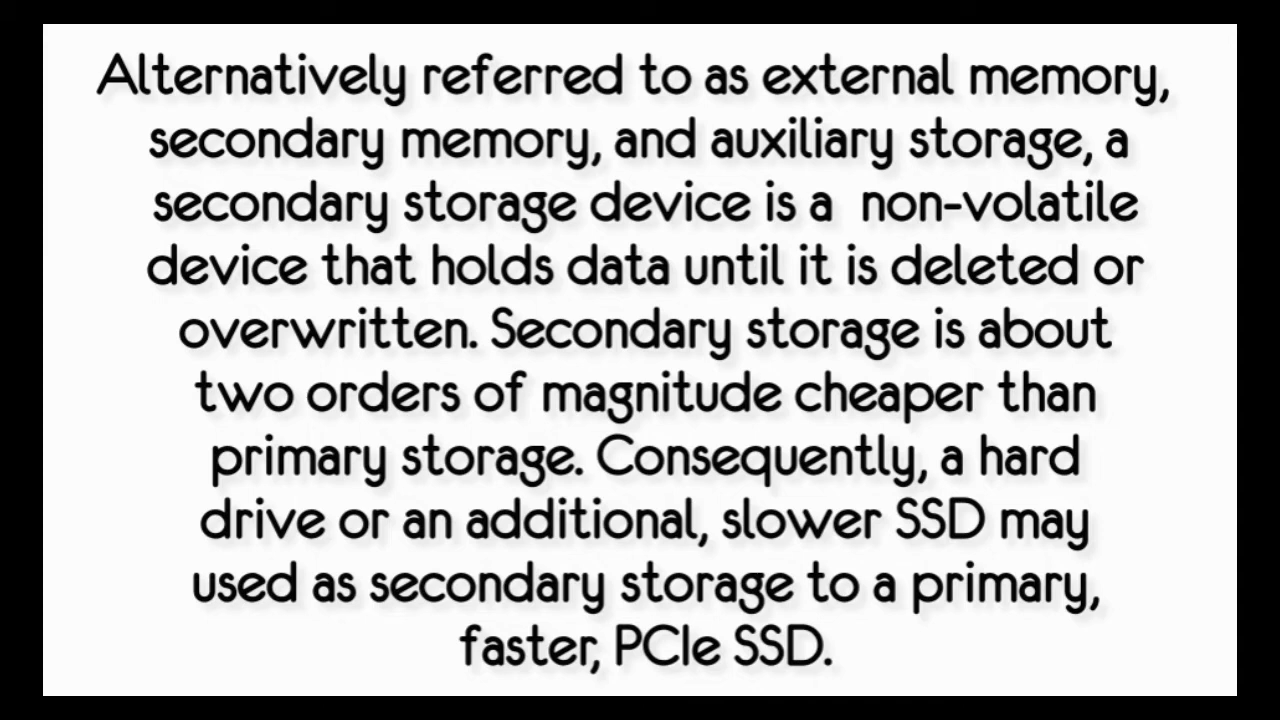 Alternatively referred to as external memory,
secondary memory, and auxiliary storage, a
secondary storage device is a  non-volatile
device that holds data until it is deleted or
overwritten. Secondary storage is about
two orders of magnitude cheaper than
primary storage. Consequently, a hard
drive or an additional, slower SSD may
used as secondary storage to a primary,
faster, PCIe SSD.